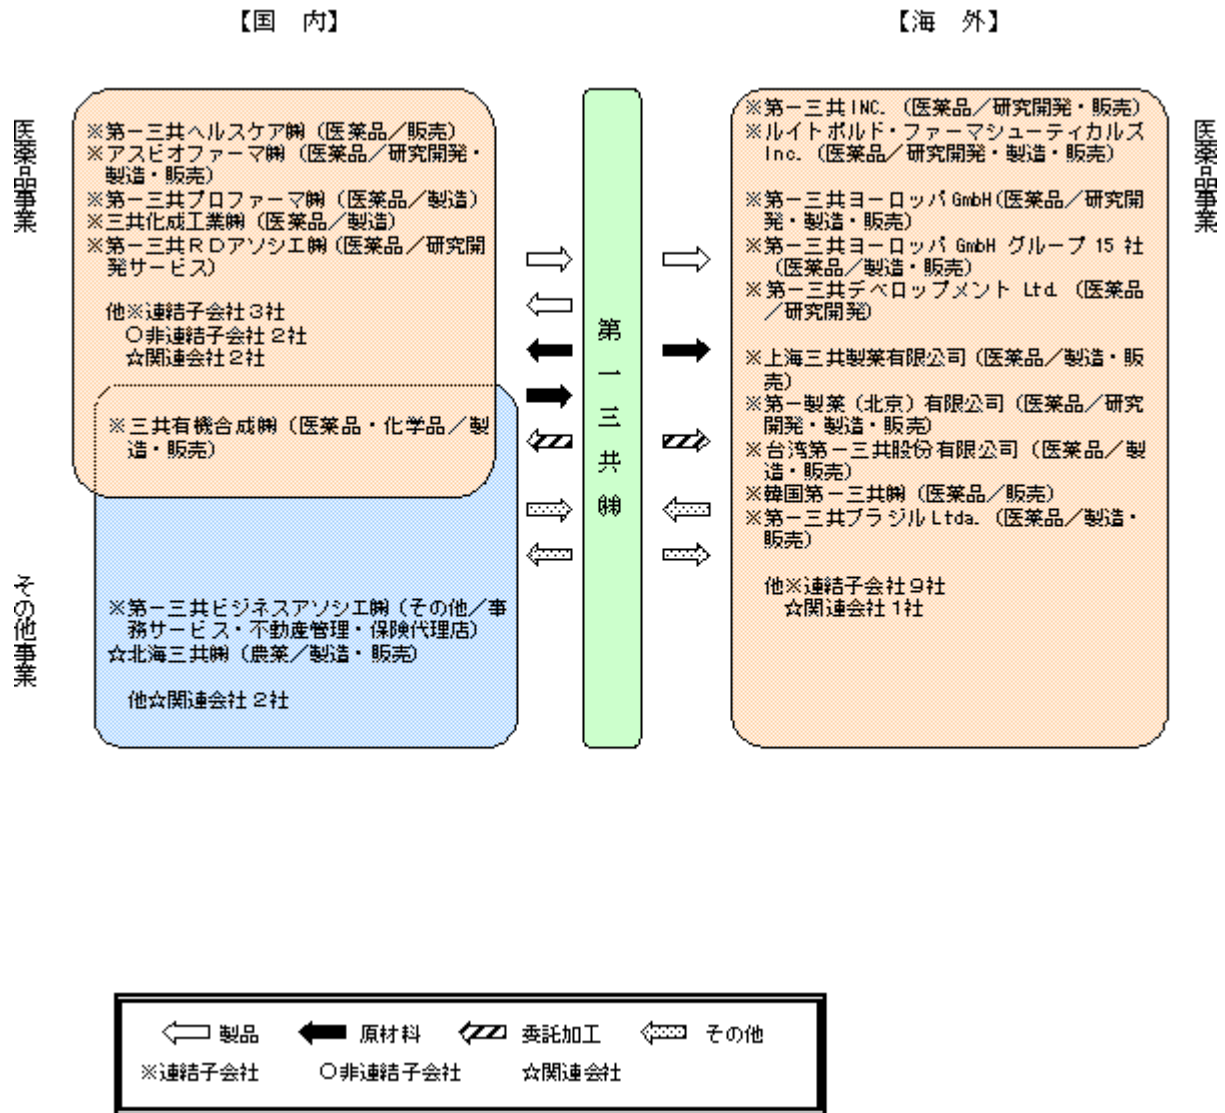 【国　内】
【海　外】
医薬品事業
※第一三共ヘルスケア㈱（医薬品／販売）
※アスビオファーマ㈱（医薬品／研究開発・
製造・販売）
※第一三共プロファーマ㈱（医薬品／製造）
※三共化成工業㈱（医薬品／製造）
※第一三共ＲＤアソシエ㈱（医薬品／研究開
発サービス）
他※連結子会社３社
○非連結子会社２社
☆関連会社２社
※三共有機合成㈱（医薬品・化学品／製
造・販売）
その他事業
※第一三共ビジネスアソシエ㈱（その他／事
務サービス・不動産管理・保険代理店）
☆北海三共㈱（農薬／製造・販売）
他☆関連会社２社
第一三共㈱
※第一三共 INC.（医薬品／研究開発・販売）
※ルイトポルド・ファーマシューティカルズ
Inc.（医薬品／研究開発・製造・販売）
※第一三共ヨーロッパ GmbH（医薬品／研究開
発・製造・販売）
※第一三共ヨーロッパ GmbH グループ 15 社
（医薬品／製造・販売）
※第一三共デベロップメント Ltd.（医薬品
／研究開発）
※上海三共製薬有限公司（医薬品／製造・販
売）
※第一製薬（北京）有限公司（医薬品／研究
開発・製造・販売）
※台湾第一三共股份有限公司（医薬品／製
造・販売）
※韓国第一三共㈱（医薬品／販売）
※第一三共ブラジル Ltda.（医薬品／製造・
販売）
他※連結子会社９社
☆関連会社１社
医薬品事業
製品　原材料　委託加工　その他
※連結子会社　○非連結子会社　☆関連会社